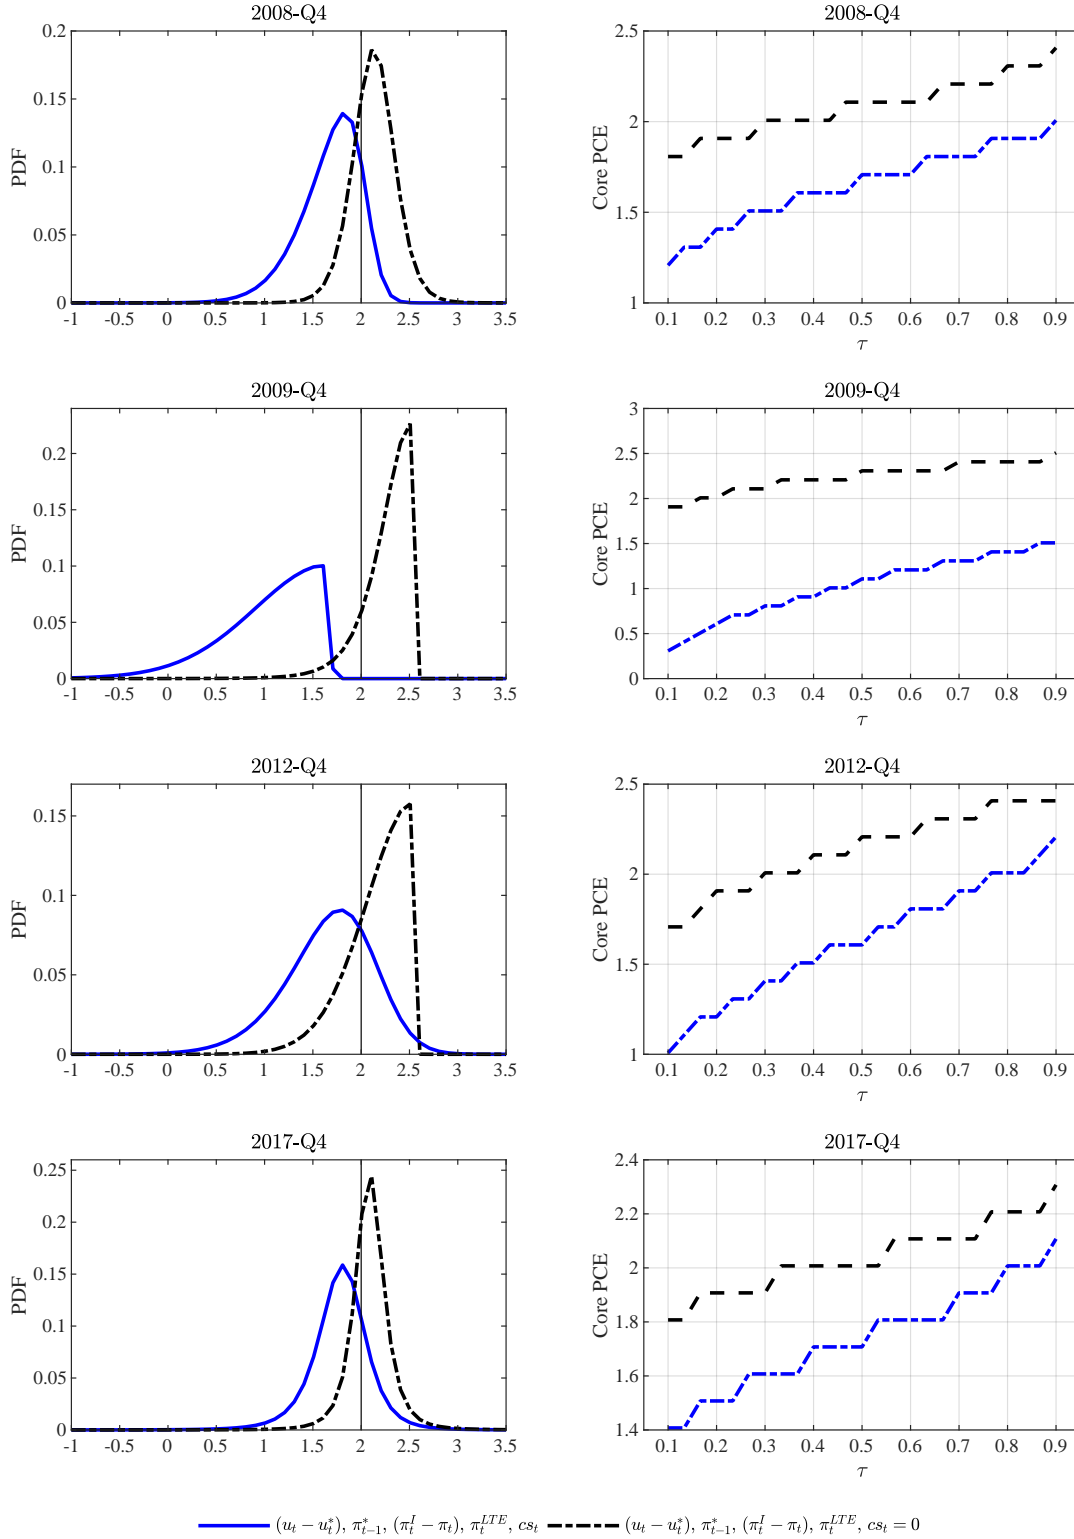 2008-Q4
PDF
0.2
0.15
0.1
0.05
0
-1 -0.5 0 0.5 1 1.5 2 2.5 3 3.5
2008-Q4
Core PCE
2.5
2
1.5
1
0.1 0.2 0.3 0.4 0.5 0.6 0.7 0.8 0.9
τ
2009-Q4
PDF
0.2
0.15
0.1
0.05
0
-1 -0.5 0 0.5 1 1.5 2 2.5 3 3.5
2009-Q4
Core PCE
3
2.5
2
1.5
1
0.5
0
0.1 0.2 0.3 0.4 0.5 0.6 0.7 0.8 0.9
τ
2012-Q4
PDF
0.15
0.1
0.05
0
-1 -0.5 0 0.5 1 1.5 2 2.5 3 3.5
2012-Q4
Core PCE
2.5
2
1.5
1
0.1 0.2 0.3 0.4 0.5 0.6 0.7 0.8 0.9
τ
2017-Q4
PDF
0.25
0.2
0.15
0.1
0.05
0
-1 -0.5 0 0.5 1 1.5 2 2.5 3 3.5
2017-Q4
Core PCE
2.4
2.2
2
1.8
1.6
1.4
0.1 0.2 0.3 0.4 0.5 0.6 0.7 0.8 0.9
τ
(u_t − u_t^*), π_{t−1}^*, (π_t^I − π_t), π_t^{LTE}, cs_t (u_t − u_t^*), π_{t−1}^*, (π_t^I − π_t), π_t^{LTE}, cs_t = 0